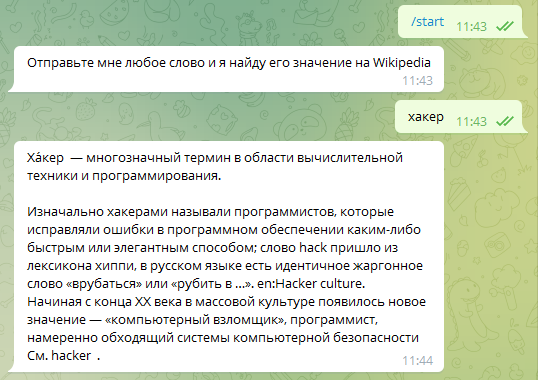 /start 11:43
Отправьте мне любое слово и я найду его значение на Wikipedia
11:43
хакер 11:43
Ха́кер — многозначный термин в области вычислительной
техники и программирования.
Изначально хакерами называли программистов, которые
исправляли ошибки в программном обеспечении каким-либо
быстрым или элегантным способом; слово hack пришло из
лексикона хиппи, в русском языке есть идентичное жаргонное
слово «врубаться» или «рубить в …». en:Hacker culture.
Начиная с конца XX века в массовой культуре появилось новое
значение — «компьютерный взломщик», программист,
намеренно обходящий системы компьютерной безопасности
См. hacker .
11:44